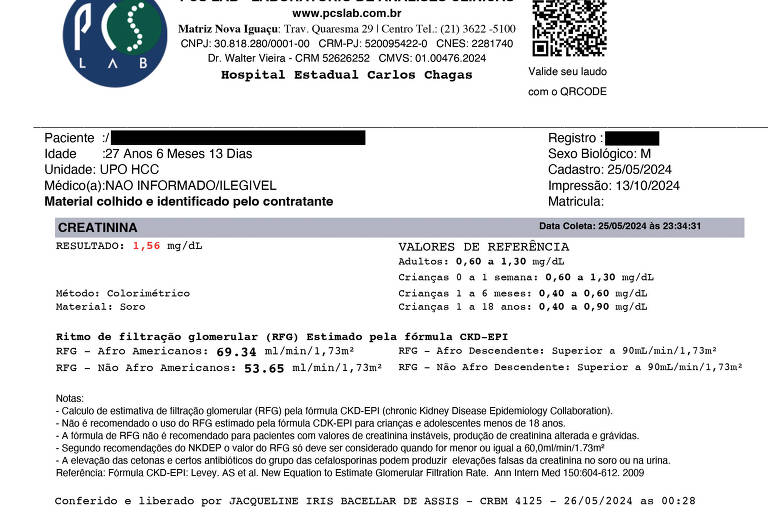 PCS
LAB
www.pcslab.com.br
Matriz Nova Iguaçu: Trav. Quaresma 29 | Centro Tel.: (21) 3622 -5100
CNPJ: 30.818.280/0001-00 CRM-PJ: 520095422-0 CNES: 2281740
Dr. Walter Vieira - CRM 52626252 CMVS: 01.00476.2024
Hospital Estadual Carlos Chagas
Valide seu laudo
com o QRCODE
Paciente :/
Registro :
Idade :27 Anos 6 Meses 13 Dias
Sexo Biológico: M
Unidade: UPO HCC
Cadastro: 25/05/2024
Médico(a):NAO INFORMADO/ILEGIVEL
Impressão: 13/10/2024
Material colhido e identificado pelo contratante
Matricula:
CREATININA
Data Coleta: 25/05/2024 às 23:34:31
RESULTADO: 1,56 mg/dL
VALORES DE REFERÊNCIA
Adultos: 0,60 a 1,30 mg/dL
Crianças 0 a 1 semana: 0,60 a 1,30 mg/dL
Método: Colorimétrico
Crianças 1 a 6 meses: 0,40 a 0,60 mg/dL
Material: Soro
Crianças 1 a 18 anos: 0,40 a 0,90 mg/dL
Ritmo de filtração glomerular (RFG) Estimado pela fórmula CKD-EPI
RFG - Afro Americanos: 69.34 ml/min/1,73m²
RFG - Afro Descendente: Superior a 90mL/min/1,73m²
RFG - Não Afro Americanos: 53.65 ml/min/1,73m²
RFG - Não Afro Descendente: Superior a 90mL/min/1,73m²
Notas:
- Calculo de estimativa de filtração glomerular (RFG) pela fórmula CKD-EPI (chronic Kidney Disease Epidemiology Collaboration).
- Não é recomendado o uso do RFG estimado pela fórmula CDK-EPI para crianças e adolescentes menos de 18 anos.
- A fórmula de RFG não é recomendado para pacientes com valores de creatinina instáveis, produção de creatinina alterada e grávidas.
- Segundo recomendações do NKDEP o valor do RFG só deve ser considerado quando for menor ou igual a 60,0ml/min/1.73m²
- A elevação das cetonas e certos antibióticos do grupo das cefalosporinas podem produzir elevações falsas da creatinina no soro ou na urina.
Referência: Fórmula CKD-EPI: Levey. AS et al. New Equation to Estimate Glomerular Filtration Rate. Ann Intern Med 150:604-612. 2009
Conferido e liberado por JACQUELINE IRIS BACELLAR DE ASSIS - CRBM 4125 - 26/05/2024 as 00:28